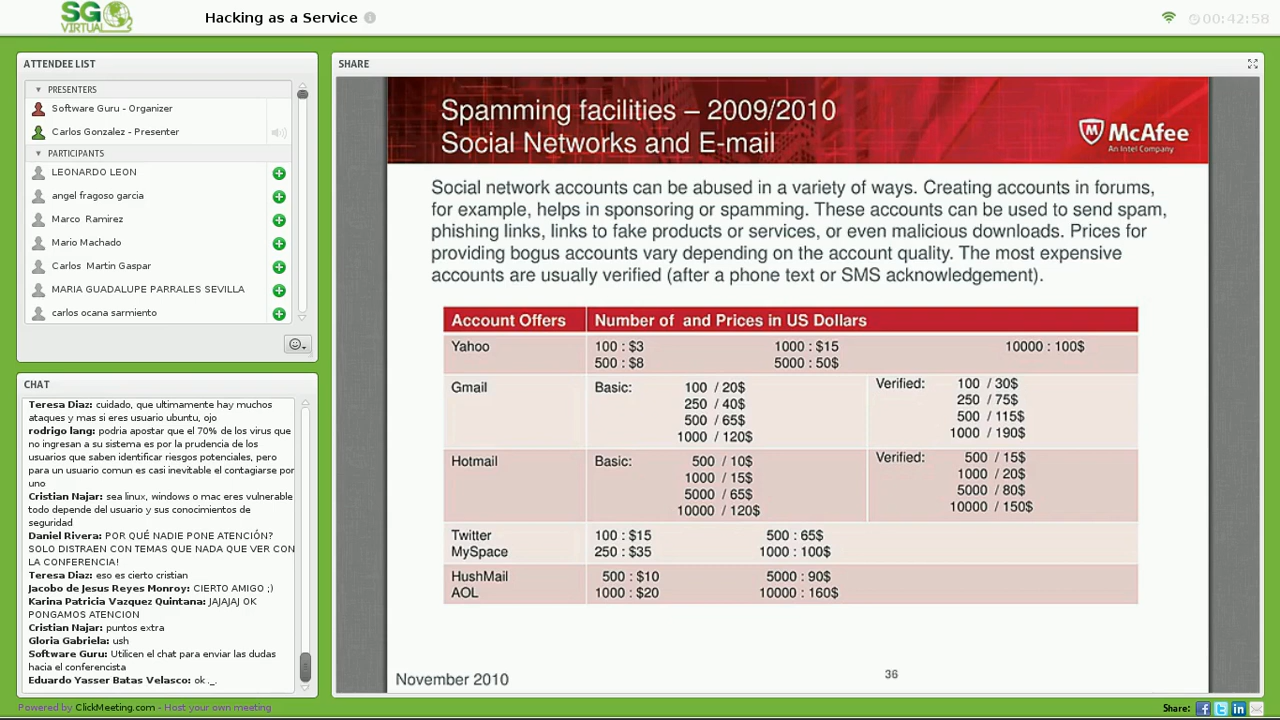 SG
VIRTUAL
Hacking as a Service
00:42:58
ATTENDEE LIST
PRESENTERS
Software Guru - Organizer
Carlos Gonzalez - Presenter
PARTICIPANTS
LEONARDO LEON
angel fragoso garcia
Marco Ramirez
Mario Machado
Carlos Martin Gaspar
MARIA GUADALUPE PARRALES SEVILLA
carlos ocana sarmiento
CHAT
Teresa Diaz: cuidado, que ultimamente hay muchos
ataques y mas si eres usuario ubuntu, ojo
rodrigo lang: podria apostar que el 70% de los virus que
no ingresan a su sistema es por la prudencia de los
usuarios que saben identificar riesgos potenciales, pero
para un usuario comun es casi inevitable el contagiarse por
uno
Cristian Najar: sea linux, windows o mac eres vulnerable
todo depende del usuario y sus conocimientos de
seguridad
Daniel Rivera: POR QUÉ NADIE PONE ATENCIÓN?
SOLO DISTRAEN CON TEMAS QUE NADA QUE VER CON
LA CONFERENCIA!
Teresa Diaz: eso es cierto cristian
Jacobo de Jesus Reyes Monroy: CIERTO AMIGO ;)
Karina Patricia Vazquez Quintana: JAJAJAJ OK
PONGAMOS ATENCION
Cristian Najar: puntos extra
Gloria Gabriela: ush
Software Guru: Utilicen el chat para enviar las dudas
hacia el conferencista
Eduardo Yasser Batas Velasco: ok ._.
SHARE
Spamming facilities – 2009/2010
Social Networks and E-mail
McAfee
An Intel Company
Social network accounts can be abused in a variety of ways. Creating accounts in forums,
for example, helps in sponsoring or spamming. These accounts can be used to send spam,
phishing links, links to fake products or services, or even malicious downloads. Prices for
providing bogus accounts vary depending on the account quality. The most expensive
accounts are usually verified (after a phone text or SMS acknowledgement).
Account Offers Number of and Prices in US Dollars
Yahoo 100 : $3 1000 : $15 10000 : 100$
500 : $8 5000 : 50$
Gmail Basic: 100 / 20$ Verified: 100 / 30$
250 / 40$ 250 / 75$
500 / 65$ 500 / 115$
1000 / 120$ 1000 / 190$
Hotmail Basic: 500 / 10$ Verified: 500 / 15$
1000 / 15$ 1000 / 20$
5000 / 65$ 5000 / 80$
10000 / 120$ 10000 / 150$
Twitter 100 : $15 500 : 65$
MySpace 250 : $35 1000 : 100$
HushMail 500 : $10 5000 : 90$
AOL 1000 : $20 10000 : 160$
November 2010
36
Powered by ClickMeeting.com - Host your own meeting
Share: